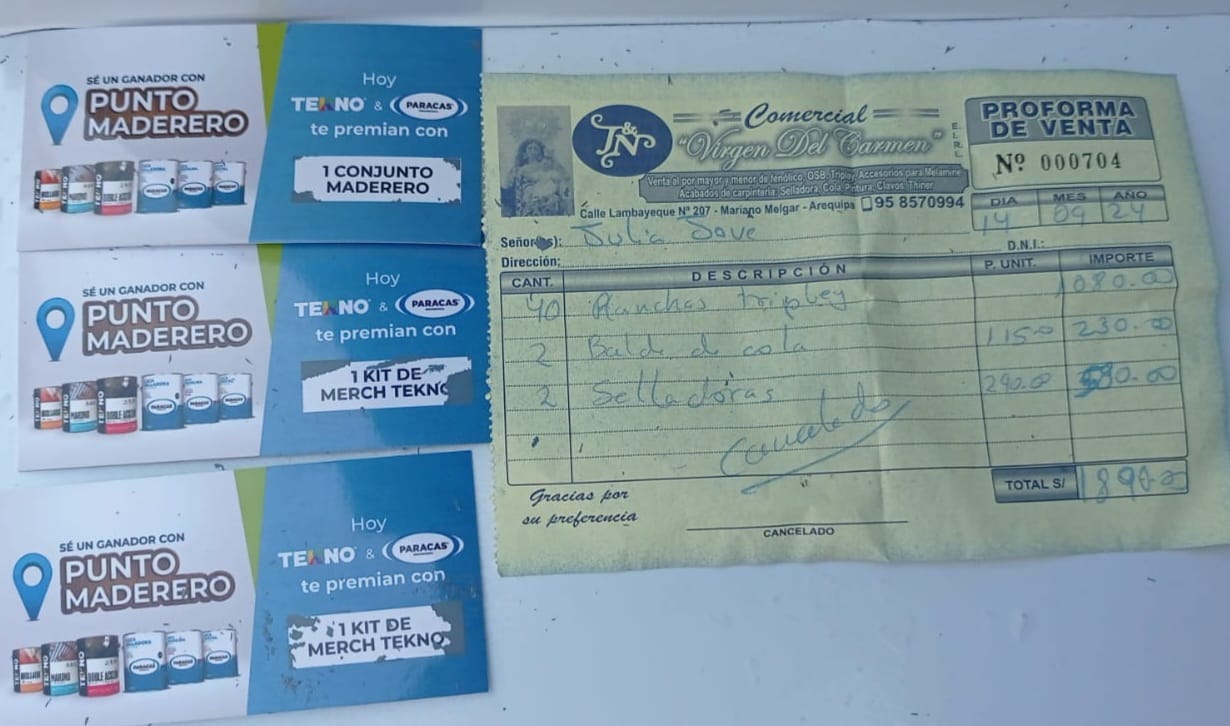 SÉ UN GANADOR CON
PUNTO
MADERERO
Hoy
TEKNO & PARACAS
te premian con
1 CONJUNTO
MADERERO
SÉ UN GANADOR CON
PUNTO
MADERERO
Hoy
TEKNO & PARACAS
te premian con
1 KIT DE
MERCH TEKNO
SÉ UN GANADOR CON
PUNTO
MADERERO
Hoy
TEKNO & PARACAS
te premian con
1 KIT DE
MERCH TEKNO
J&N
Comercial
"Virgen Del Carmen" E.I.R.L.
Venta al por mayor y menor de fenólico, OSB, Triplay, Accesorios para Melamine
Acabados de carpintería: Selladora, Cola, Pintura, Clavos, Thiner
Calle Lambayeque Nº 207 - Mariano Melgar - Arequipa 95 8570994
PROFORMA
DE VENTA
Nº 000704
DIA MES AÑO
14 09 24
Señor(es): Julia Jove
Dirección: D.N.I.:
CANT. DESCRIPCIÓN P. UNIT. IMPORTE
40 Planchas tripley 1080.00
2 Balde de cola 115.0 230.00
2 Selladoras 290.00 580.00
Cancelado
TOTAL S/ 1890.00
Gracias por
su preferencia
CANCELADO